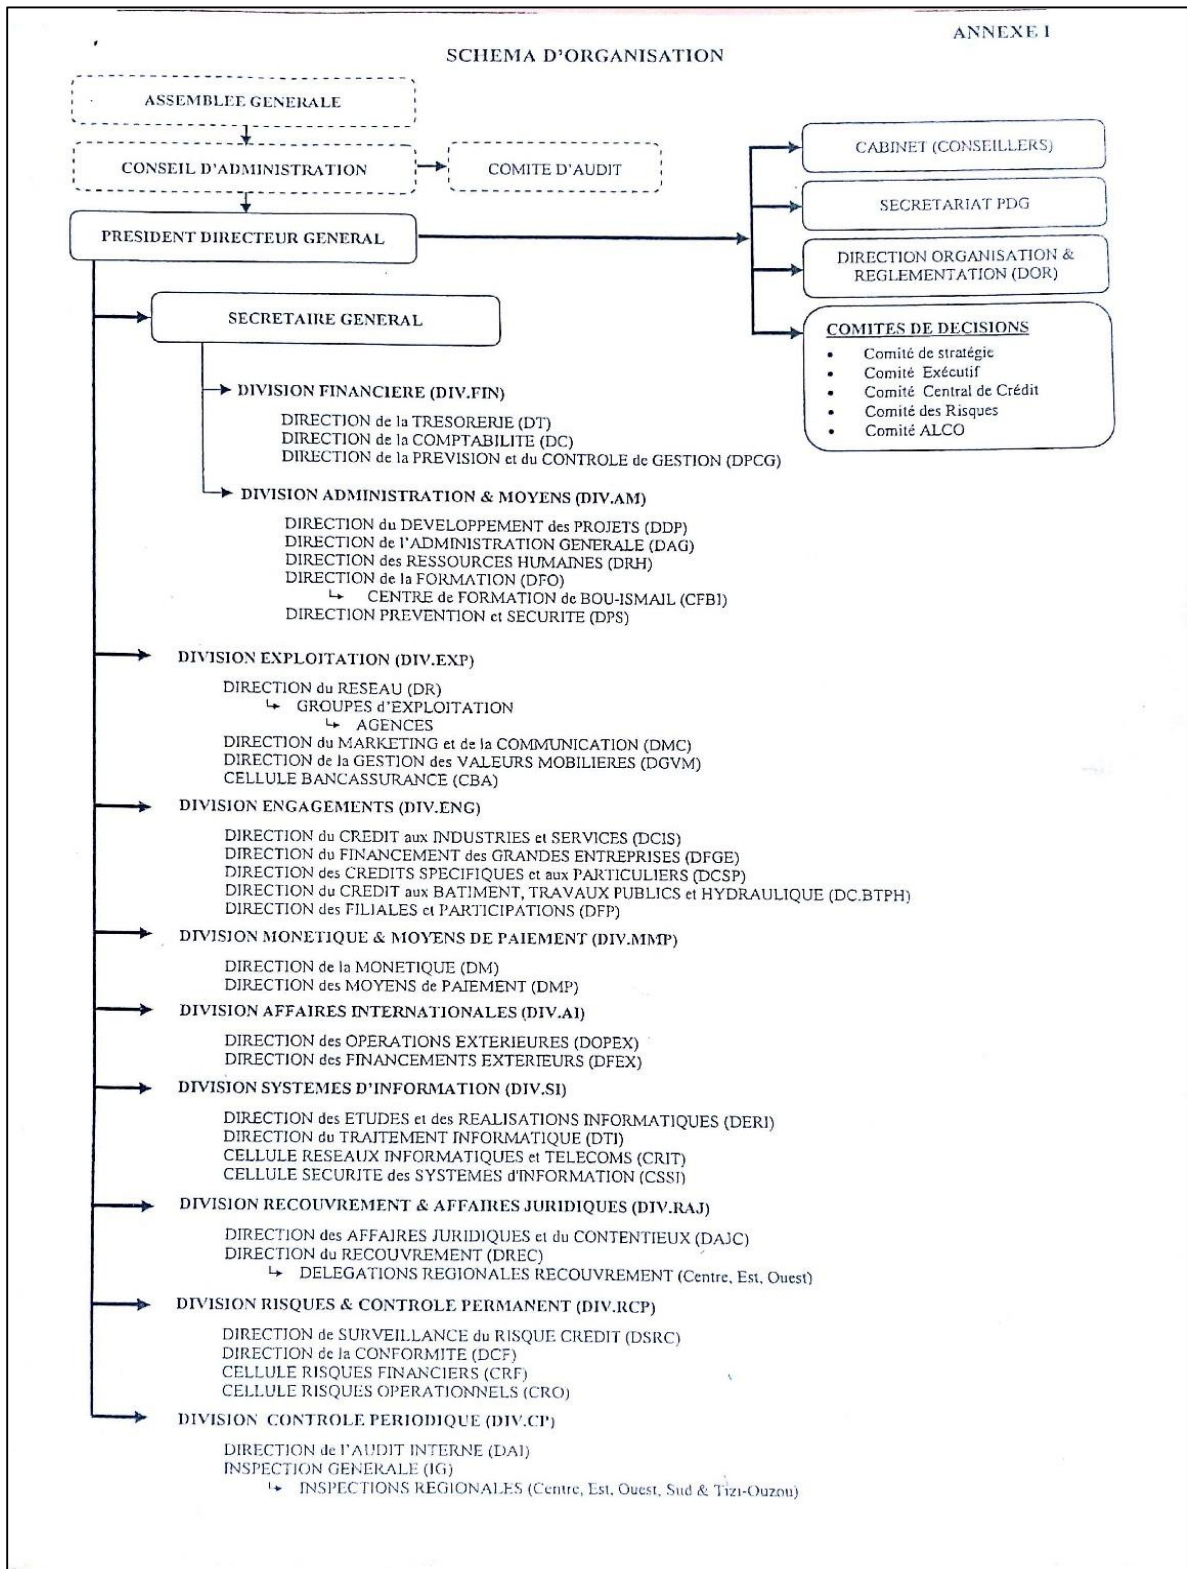 ANNEXE I
SCHEMA D'ORGANISATION
ASSEMBLEE GENERALE
CONSEIL D'ADMINISTRATION
COMITE D'AUDIT
PRESIDENT DIRECTEUR GENERAL
CABINET (CONSEILLERS)
SECRETARIAT PDG
DIRECTION ORGANISATION &
REGLEMENTATION (DOR)
COMITES DE DECISIONS
• Comité de stratégie
• Comité Exécutif
• Comité Central de Crédit
• Comité des Risques
• Comité ALCO
SECRETAIRE GENERAL
DIVISION FINANCIERE (DIV.FIN)
DIRECTION de la TRESORERIE (DT)
DIRECTION de la COMPTABILITE (DC)
DIRECTION de la PREVISION et du CONTROLE de GESTION (DPCG)
DIVISION ADMINISTRATION & MOYENS (DIV.AM)
DIRECTION du DEVELOPPEMENT des PROJETS (DDP)
DIRECTION de l'ADMINISTRATION GENERALE (DAG)
DIRECTION des RESSOURCES HUMAINES (DRH)
DIRECTION de la FORMATION (DFO)
CENTRE de FORMATION de BOU-ISMAIL (CFBI)
DIRECTION PREVENTION et SECURITE (DPS)
DIVISION EXPLOITATION (DIV.EXP)
DIRECTION du RESEAU (DR)
GROUPES d'EXPLOITATION
AGENCES
DIRECTION du MARKETING et de la COMMUNICATION (DMC)
DIRECTION de la GESTION des VALEURS MOBILIERES (DGVM)
CELLULE BANCASSURANCE (CBA)
DIVISION ENGAGEMENTS (DIV.ENG)
DIRECTION du CREDIT aux INDUSTRIES et SERVICES (DCIS)
DIRECTION du FINANCEMENT des GRANDES ENTREPRISES (DFGE)
DIRECTION des CREDITS SPECIFIQUES et aux PARTICULIERS (DCSP)
DIRECTION du CREDIT aux BATIMENT, TRAVAUX PUBLICS et HYDRAULIQUE (DC.BTPH)
DIRECTION des FILIALES et PARTICIPATIONS (DFP)
DIVISION MONETIQUE & MOYENS DE PAIEMENT (DIV.MMP)
DIRECTION de la MONETIQUE (DM)
DIRECTION des MOYENS de PAIEMENT (DMP)
DIVISION AFFAIRES INTERNATIONALES (DIV.AI)
DIRECTION des OPERATIONS EXTERIEURES (DOPEX)
DIRECTION des FINANCEMENTS EXTERIEURS (DFEX)
DIVISION SYSTEMES D'INFORMATION (DIV.SI)
DIRECTION des ETUDES et des REALISATIONS INFORMATIQUES (DERI)
DIRECTION du TRAITEMENT INFORMATIQUE (DTI)
CELLULE RESEAUX INFORMATIQUES et TELECOMS (CRIT)
CELLULE SECURITE des SYSTEMES d'INFORMATION (CSSI)
DIVISION RECOUVREMENT & AFFAIRES JURIDIQUES (DIV.RAJ)
DIRECTION des AFFAIRES JURIDIQUES et du CONTENTIEUX (DAJC)
DIRECTION du RECOUVREMENT (DREC)
DELEGATIONS REGIONALES RECOUVREMENT (Centre, Est, Ouest)
DIVISION RISQUES & CONTROLE PERMANENT (DIV.RCP)
DIRECTION de SURVEILLANCE du RISQUE CREDIT (DSRC)
DIRECTION de la CONFORMITE (DCF)
CELLULE RISQUES FINANCIERS (CRF)
CELLULE RISQUES OPERATIONNELS (CRO)
DIVISION CONTROLE PERIODIQUE (DIV.CP)
DIRECTION de l'AUDIT INTERNE (DAI)
INSPECTION GENERALE (IG)
INSPECTIONS REGIONALES (Centre, Est, Ouest, Sud & Tizi-Ouzou)